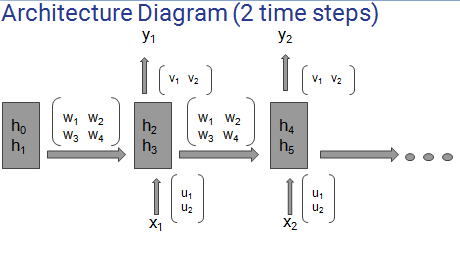 Architecture Diagram (2 time steps)
y₁ y₂
v₁ v₂ v₁ v₂
h₀ w₁ w₂ h₂ w₁ w₂ h₄
h₁ w₃ w₄ h₃ w₃ w₄ h₅
u₁ u₁
u₂ u₂
x₁ x₂